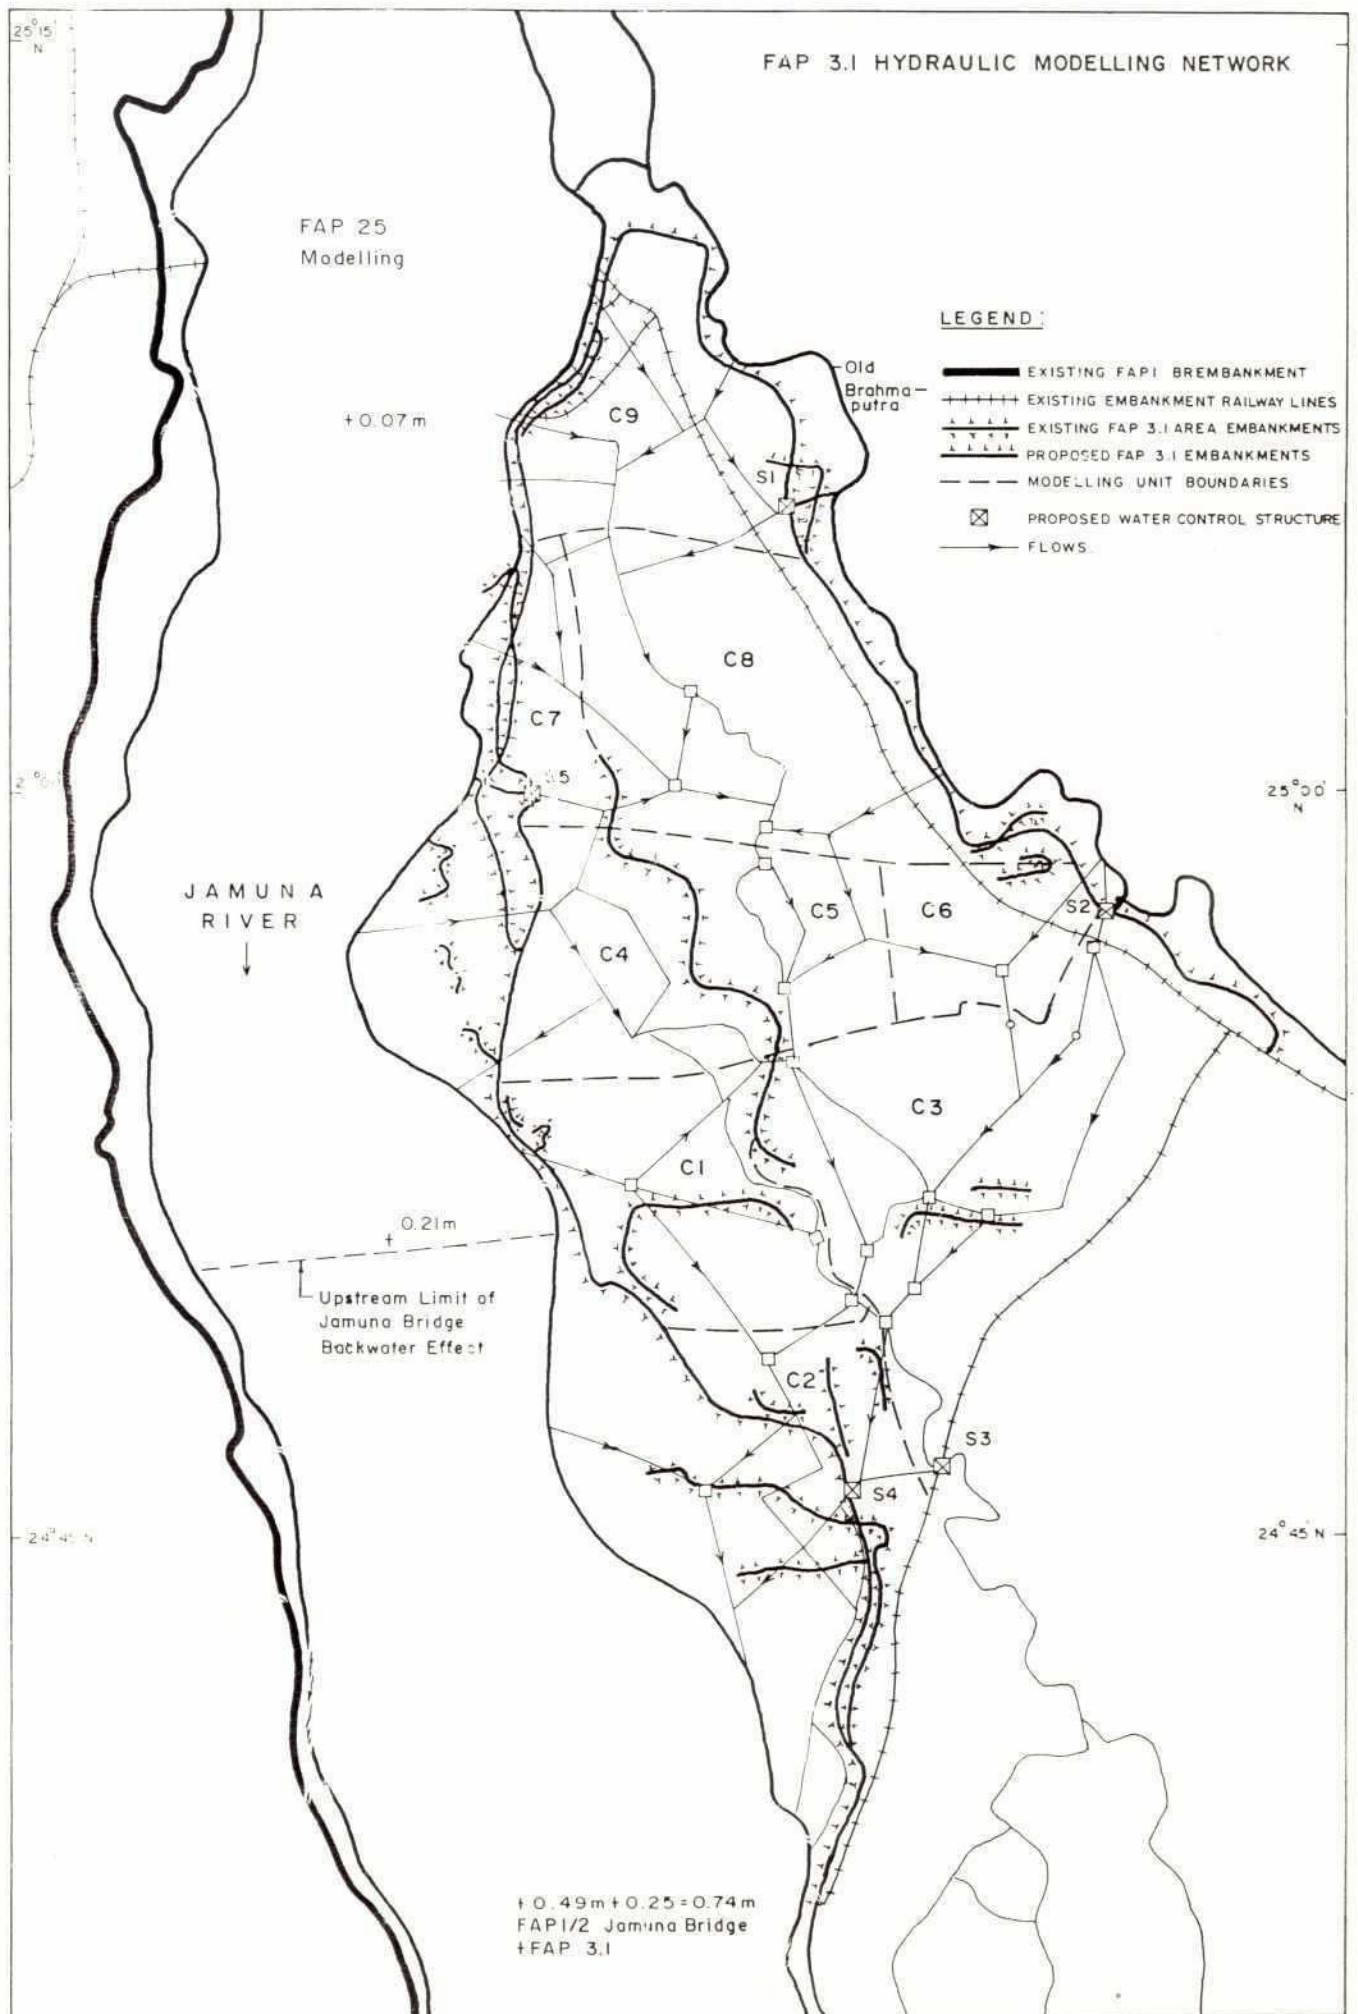 25°15'
N
FAP 3.1 HYDRAULIC MODELLING NETWORK
FAP 25
Modelling
LEGEND:
EXISTING FAP1 BREMBANKMENT
EXISTING EMBANKMENT RAILWAY LINES
EXISTING FAP 3.1 AREA EMBANKMENTS
PROPOSED FAP 3.1 EMBANKMENTS
MODELLING UNIT BOUNDARIES
PROPOSED WATER CONTROL STRUCTURE
FLOWS
Old
Brahma-
putra
+0.07m
C9
S1
C8
C7
S5
25°00'
N
JAMUNA
RIVER
C5
C6
S2
C4
C3
C1
+ 0.21m
Upstream Limit of
Jamuna Bridge
Backwater Effect
C2
S3
S4
24°45'N
24°45'N
+0.49m+0.25=0.74m
FAP1/2 Jamuna Bridge
+FAP 3.1